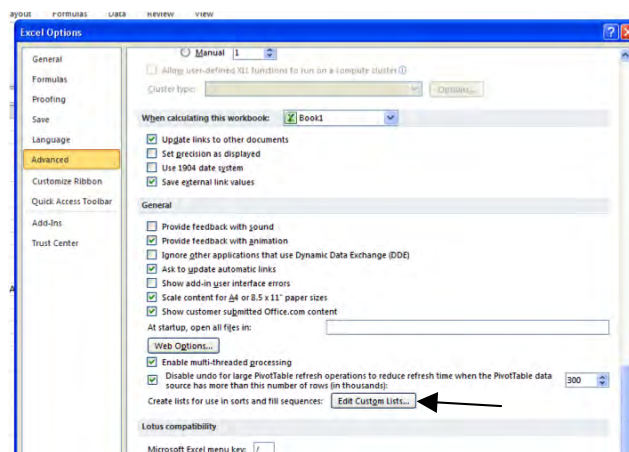 ayout Formulas Data Review View
Excel Options
General
Formulas
Proofing
Save
Language
Advanced
Customize Ribbon
Quick Access Toolbar
Add-Ins
Trust Center
Manual 1
Allow user-defined XLL functions to run on a compute cluster
Cluster type: Options...
When calculating this workbook: Book1
Update links to other documents
Set precision as displayed
Use 1904 date system
Save external link values
General
Provide feedback with sound
Provide feedback with animation
Ignore other applications that use Dynamic Data Exchange (DDE)
Ask to update automatic links
Show add-in user interface errors
Scale content for A4 or 8.5 x 11" paper sizes
Show customer submitted Office.com content
At startup, open all files in:
Web Options...
Enable multi-threaded processing
Disable undo for large PivotTable refresh operations to reduce refresh time when the PivotTable data
source has more than this number of rows (in thousands): 300
Create lists for use in sorts and fill sequences: Edit Custom Lists...
Lotus compatibility
Microsoft Excel menu key: /